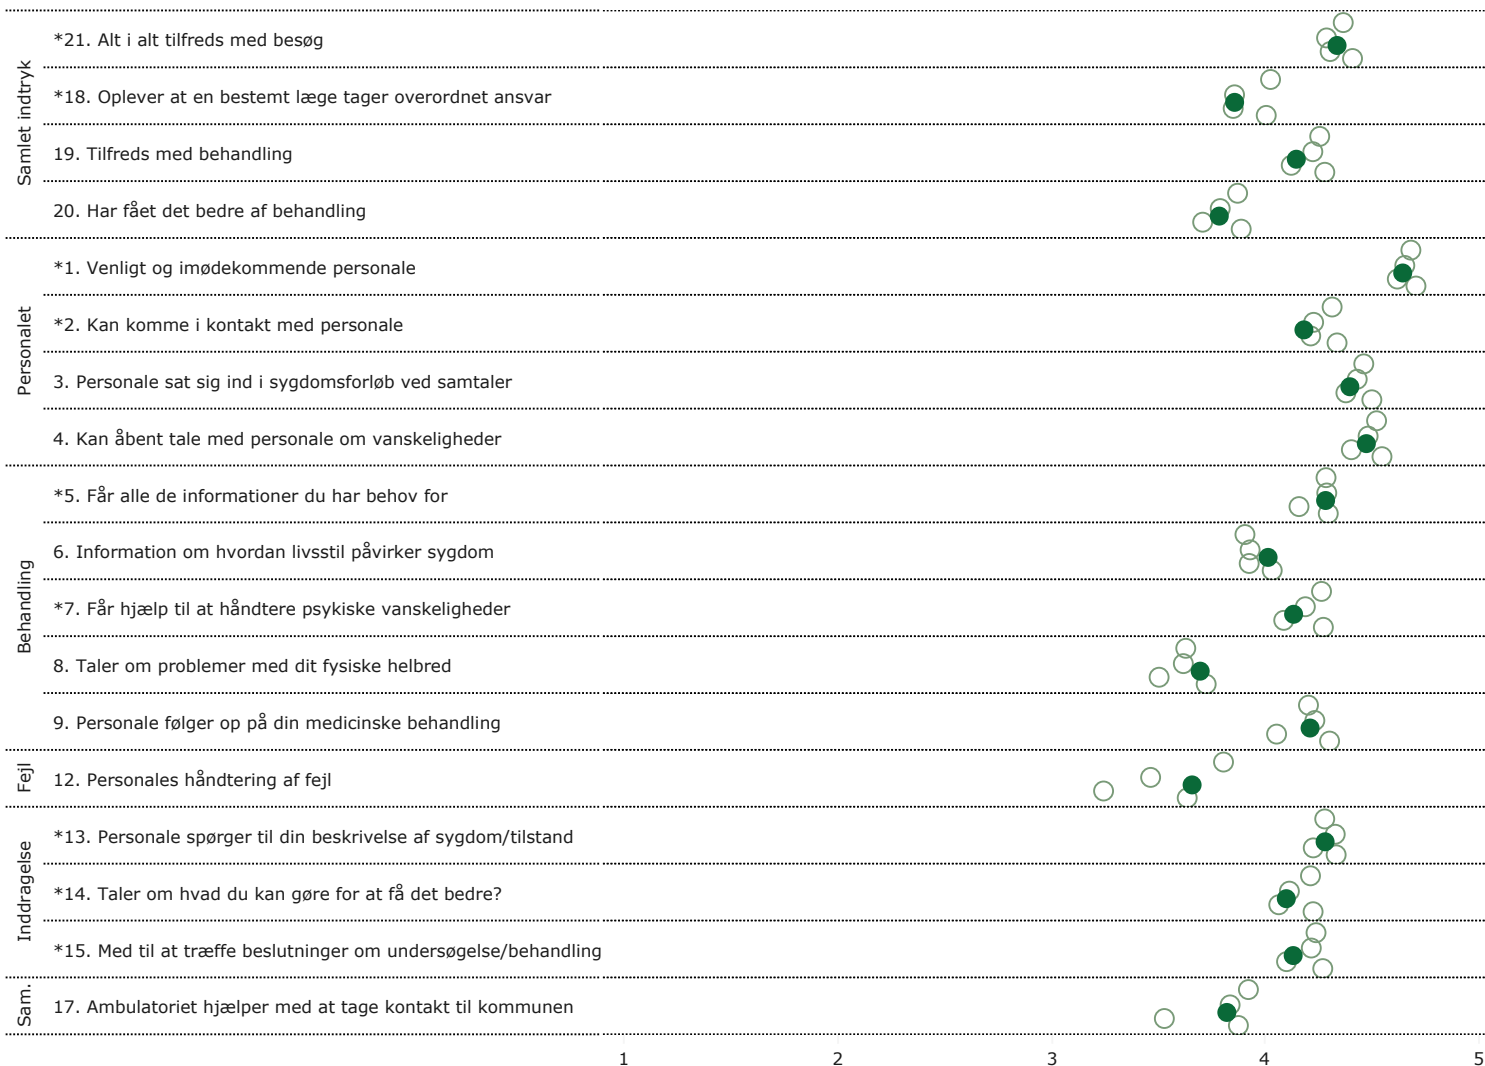 Samlet indtryk
*21. Alt i alt tilfreds med besøg
*18. Oplever at en bestemt læge tager overordnet ansvar
19. Tilfreds med behandling
20. Har fået det bedre af behandling
Personalet
*1. Venligt og imødekommende personale
*2. Kan komme i kontakt med personale
3. Personale sat sig ind i sygdomsforløb ved samtaler
4. Kan åbent tale med personale om vanskeligheder
Behandling
*5. Får alle de informationer du har behov for
6. Information om hvordan livsstil påvirker sygdom
*7. Får hjælp til at håndtere psykiske vanskeligheder
8. Taler om problemer med dit fysiske helbred
9. Personale følger op på din medicinske behandling
Fejl
12. Personales håndtering af fejl
Inddragelse
*13. Personale spørger til din beskrivelse af sygdom/tilstand
*14. Taler om hvad du kan gøre for at få det bedre?
*15. Med til at træffe beslutninger om undersøgelse/behandling
Sam.
17. Ambulatoriet hjælper med at tage kontakt til kommunen
1 2 3 4 5